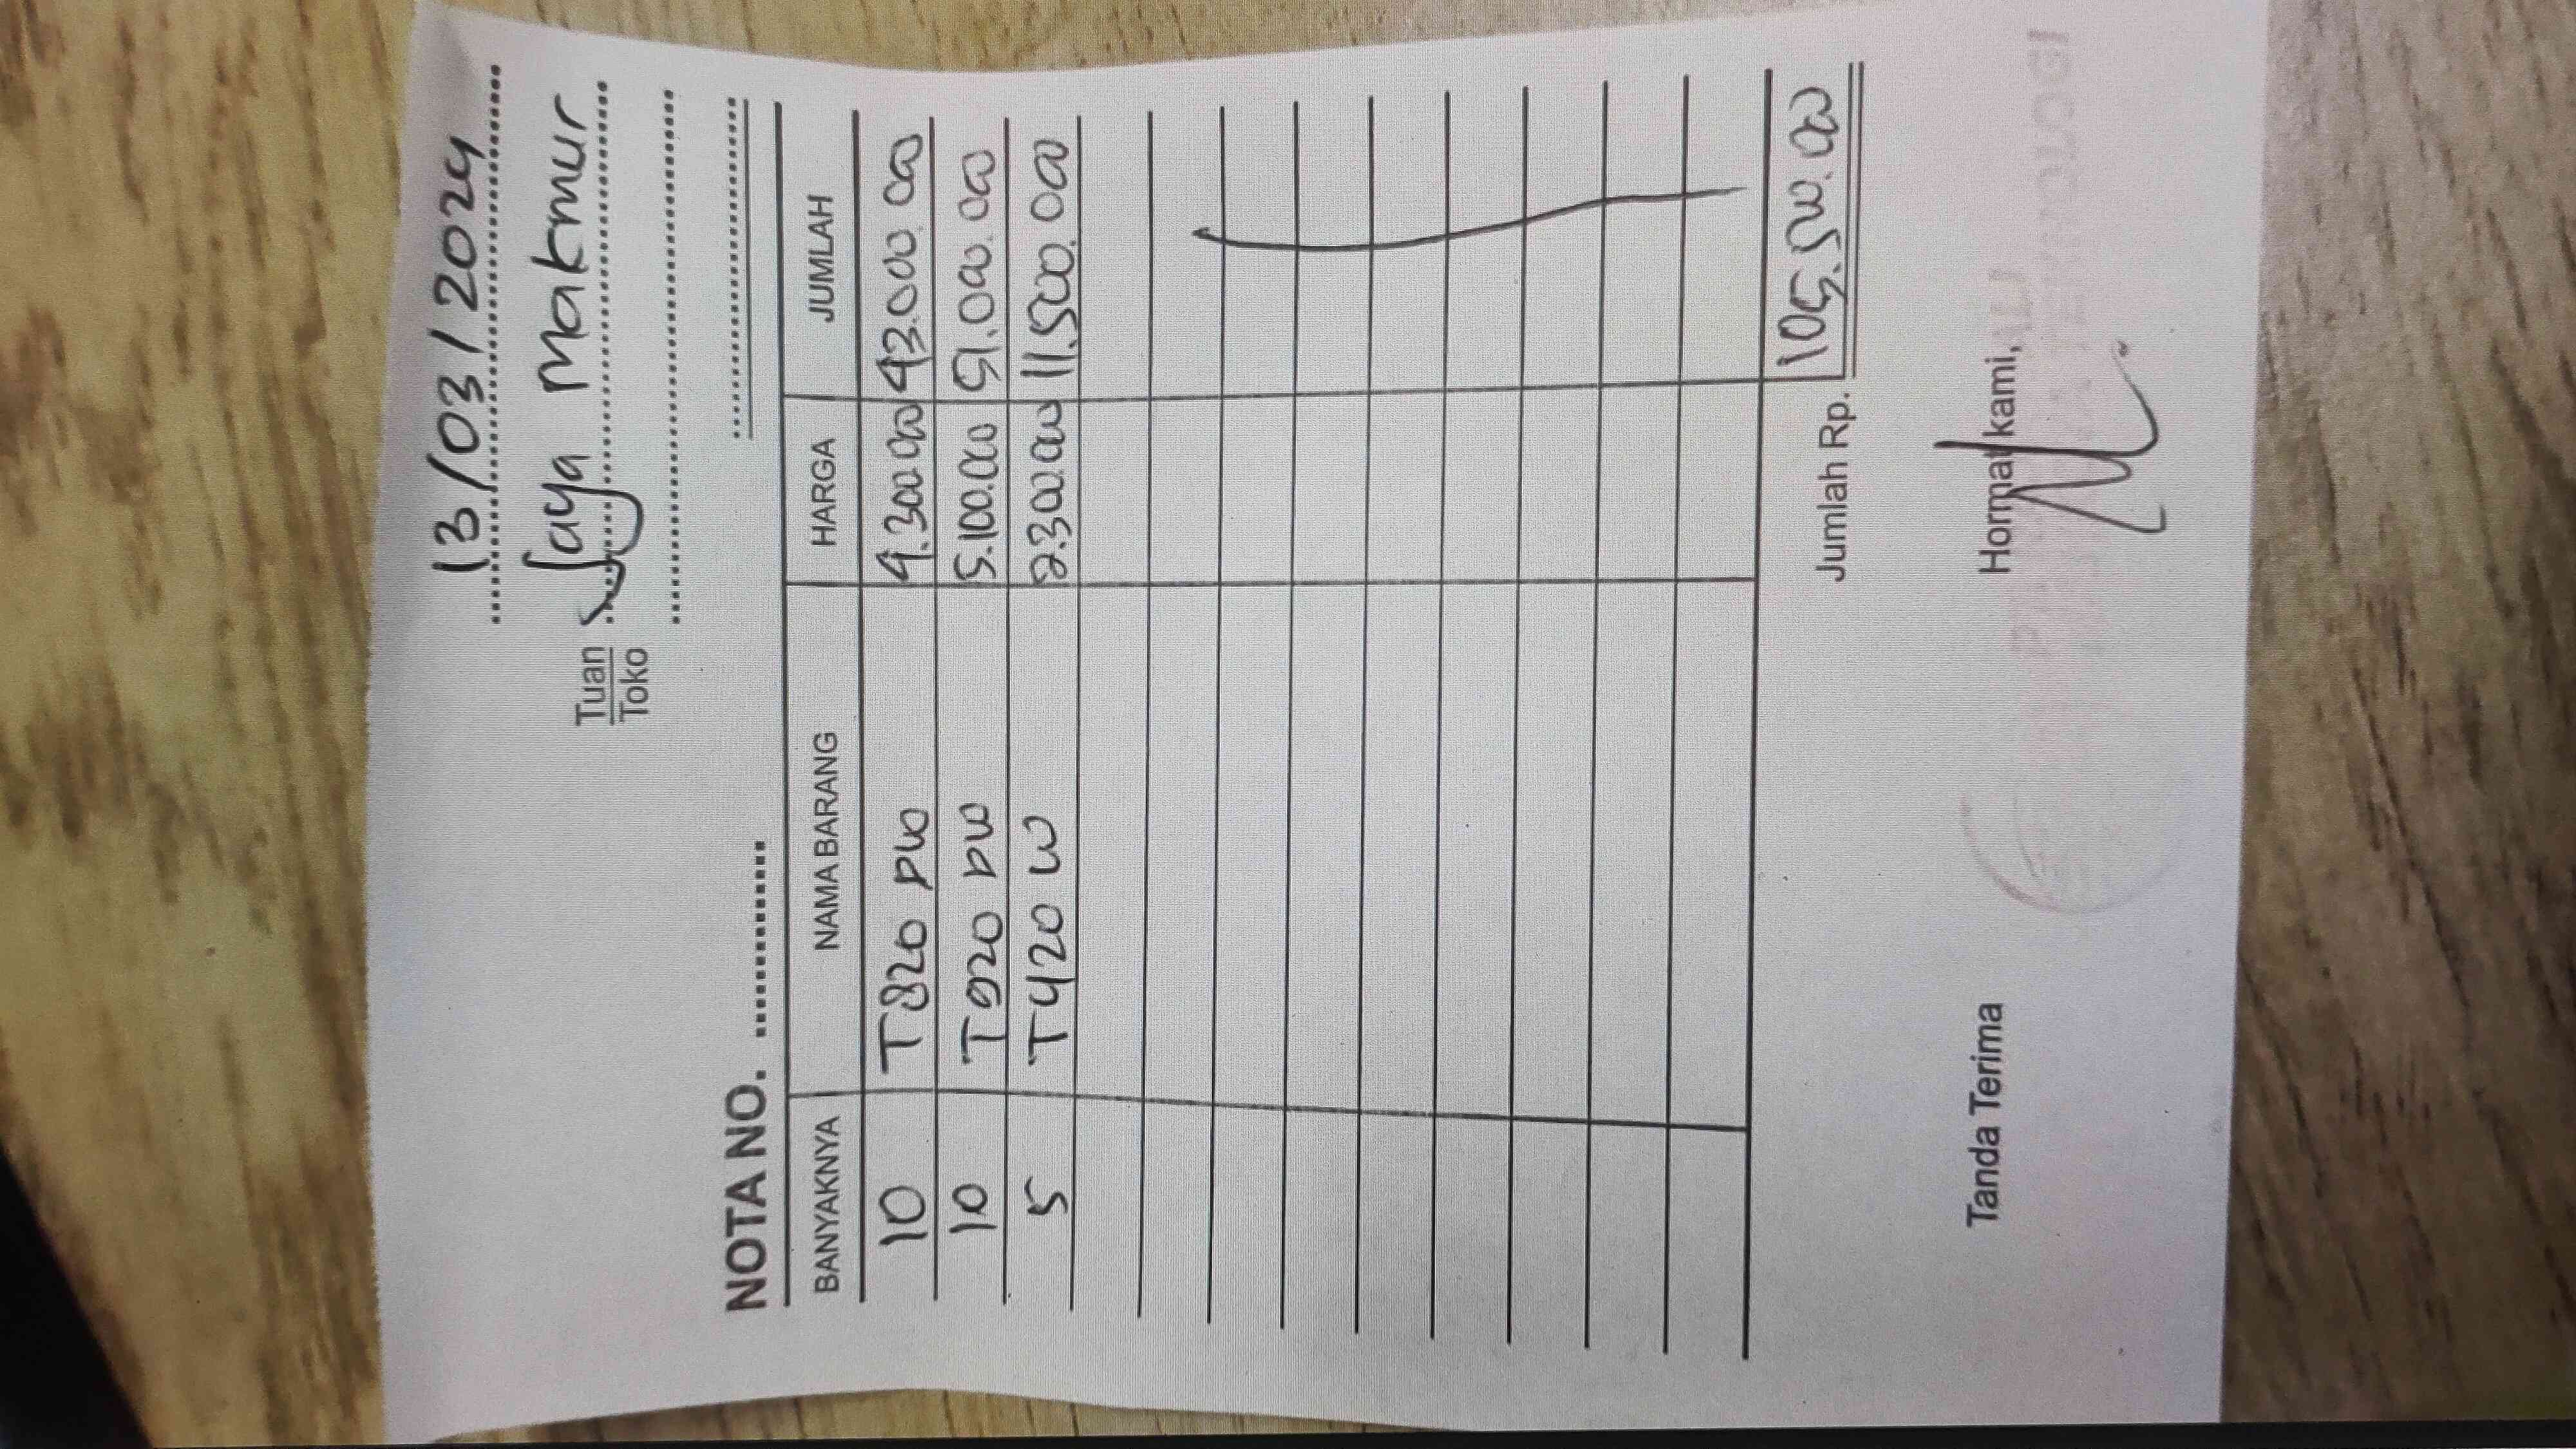 13/03/2024
Tuan Jaya Makmur
Toko
NOTA NO.
BANYAKNYA NAMA BARANG HARGA JUMLAH
10 T820 DW 4.300.000 43.000.000
10 T920 DW 5.100.000 51.000.000
5 T420 W 2.300.000 11.500.000
Jumlah Rp. 105.500.000
Tanda Terima Hormat kami,